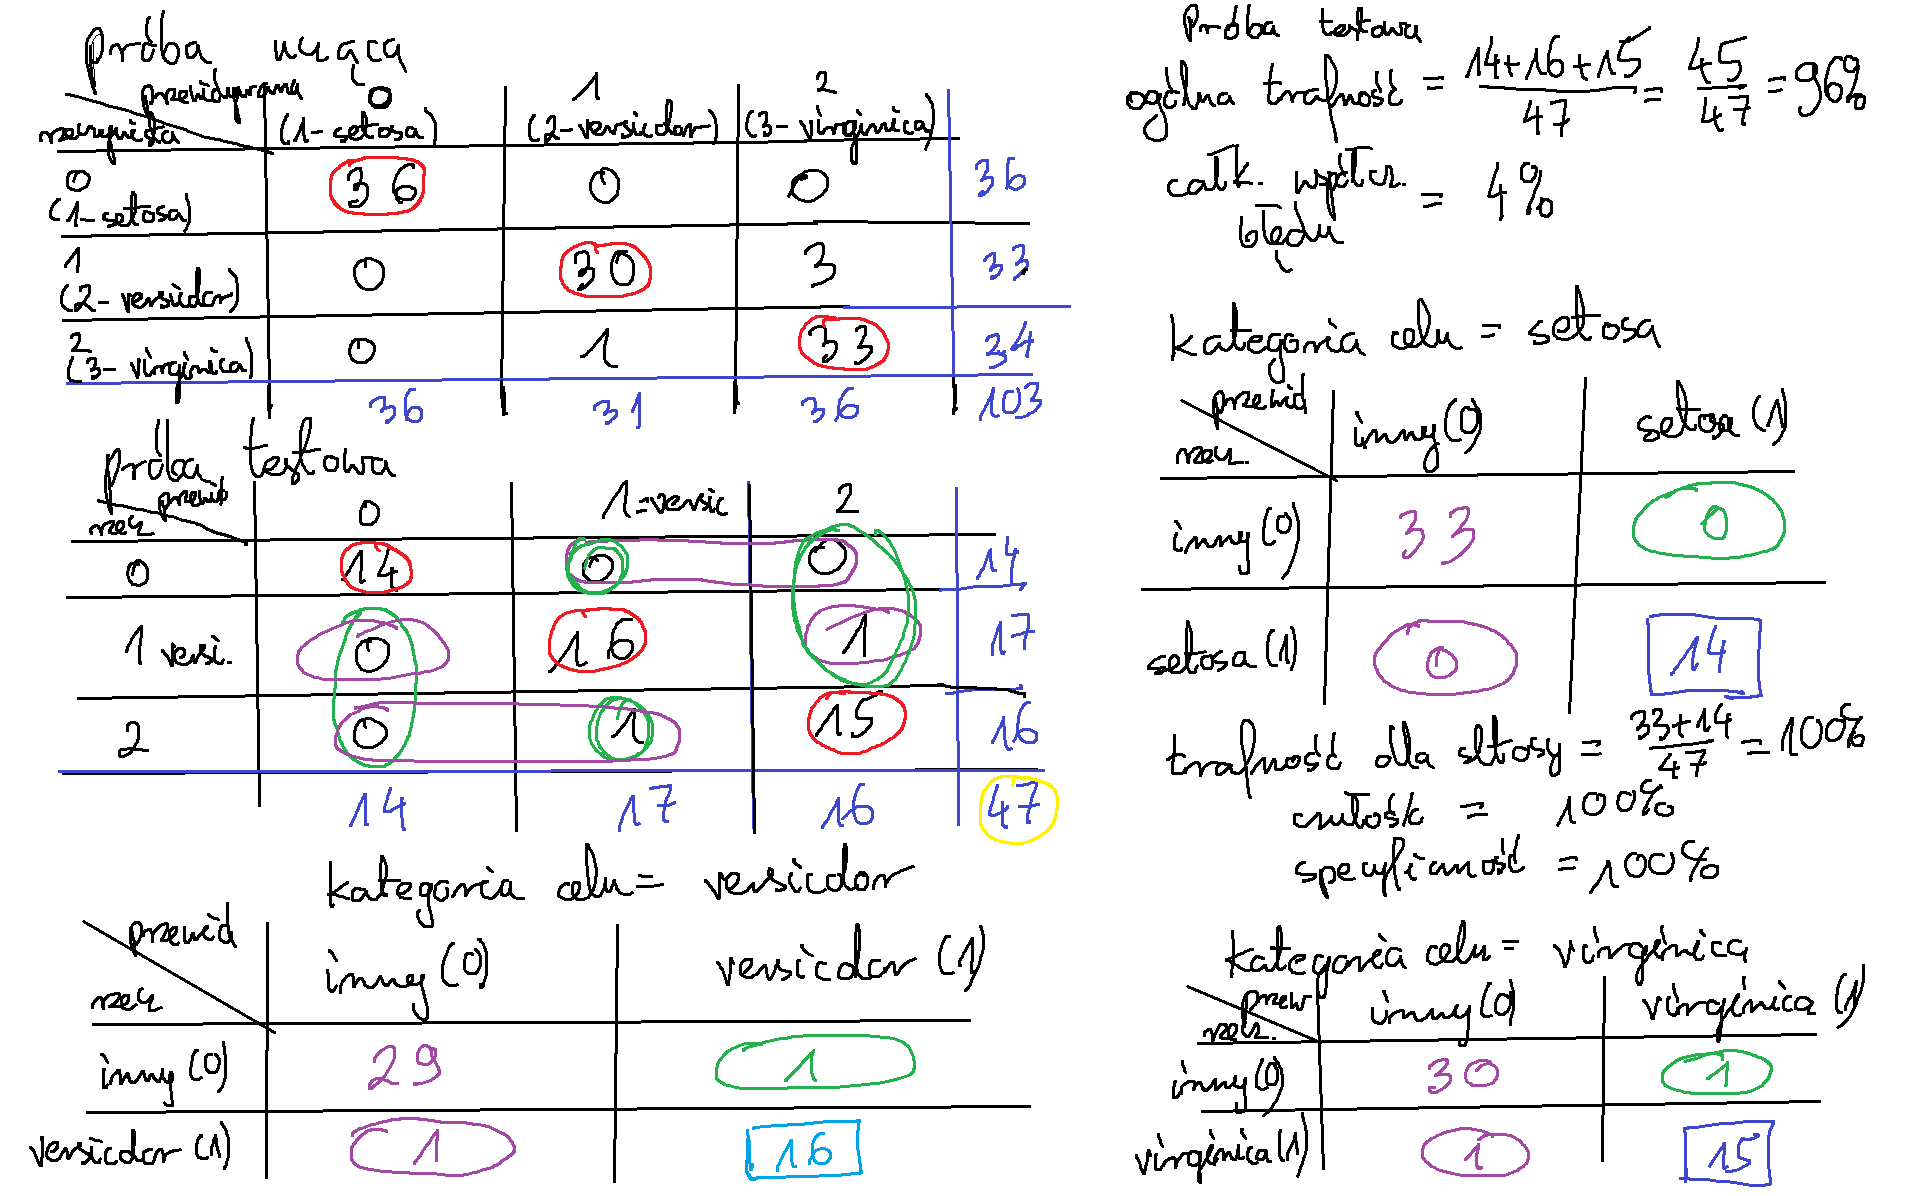 próba ucząca
przewidywana 0 1 2
rzeczywista (1-setosa) (2-versicolor) (3-virginica)
0 36 0 0 36
(1-setosa)
1 0 30 3 33
(2-versicolor)
2 0 1 33 34
(3-virginica)
36 31 36 103
próba testowa
przewid 0 1=versic 2
rzecz
0 14 0 0 14
1 versi. 0 16 1 17
2 0 1 15 16
14 17 16 47
kategoria celu = versicolor
przewid inny (0) versicolor (1)
rzecz
inny (0) 29 1
versicolor (1) 1 16
Próba testowa
ogólna trafność = 14+16+15 / 47 = 45 / 47 = 96%
całk. współcz. błędu = 4%
kategoria celu = setosa
przewid inny (0) setosa (1)
rzecz.
inny (0) 33 0
setosa (1) 0 14
trafność dla setosy = 33+14 / 47 = 100%
czułość = 100%
specyficzność = 100%
kategoria celu = virginica
przew inny (0) virginica (1)
rzecz.
inny (0) 30 1
virginica (1) 1 15